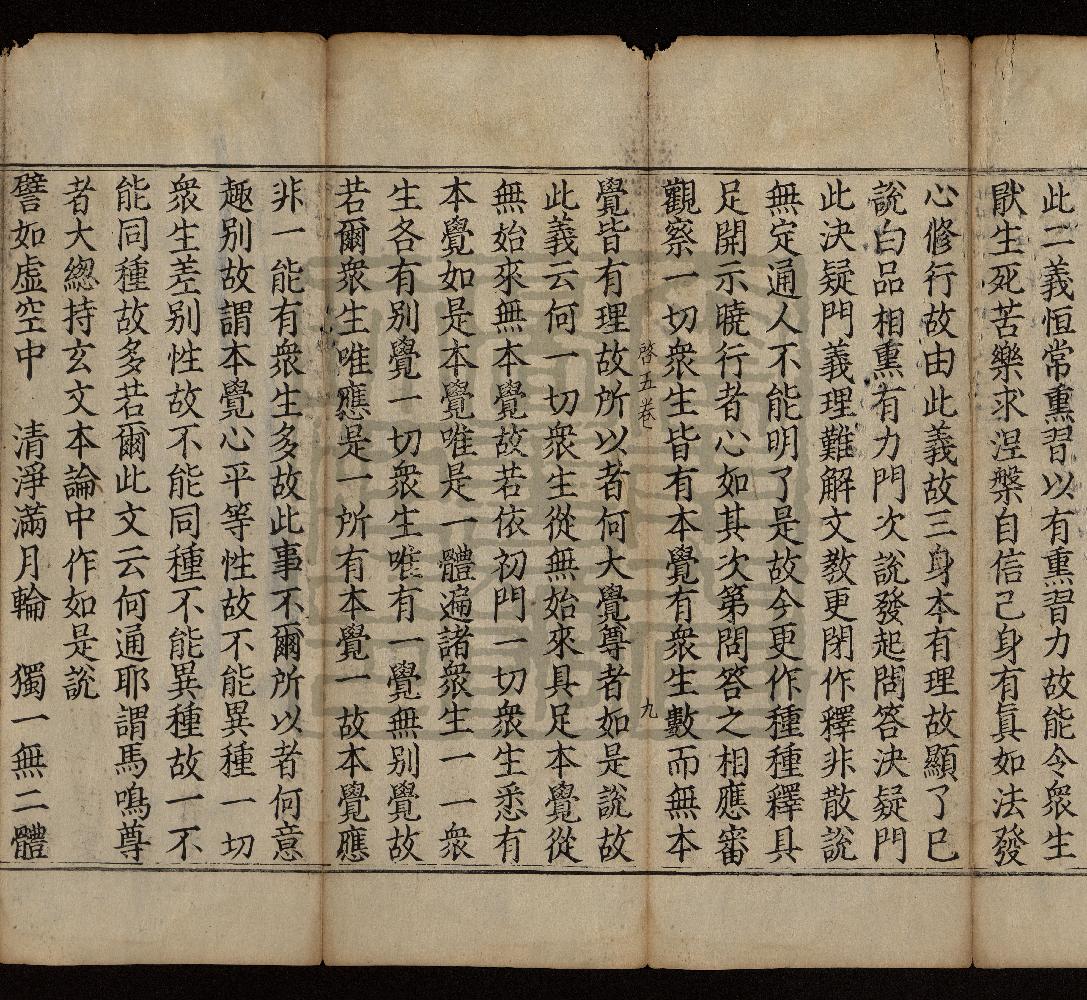 此二義恒常熏習以有熏習力故能令衆生
猒生死苦樂求涅槃自信己身有眞如法發
心修行故由此義故三身本有理故顯了已
說白品相熏有力門次說發起問答決疑門
此決疑門義理難解文教更閉作釋非散說
無定通人不能明了是故今更作種種釋具
足開示曉行者心如其次第問答之相應審
觀察一切衆生皆有本覺有衆生數而無本
啓五卷 九
覺皆有理故所以者何大覺尊者如是說故
此義云何一切衆生從無始來具足本覺從
無始來無本覺故若依初門一切衆生悉有
本覺如是本覺唯是一體遍諸衆生一一衆
生各有別覺一切衆生唯有一覺無別覺故
若爾衆生唯應是一所有本覺一故本覺應
非一能有衆生多故此事不爾所以者何意
趣別故謂本覺心平等性故不能異種一切
衆生差別性故不能同種不能異種故一不
能同種故多若爾此文云何通耶謂馬鳴尊
者大緫持玄文本論中作如是說
譬如虛空中 清淨滿月輪 獨一無二體